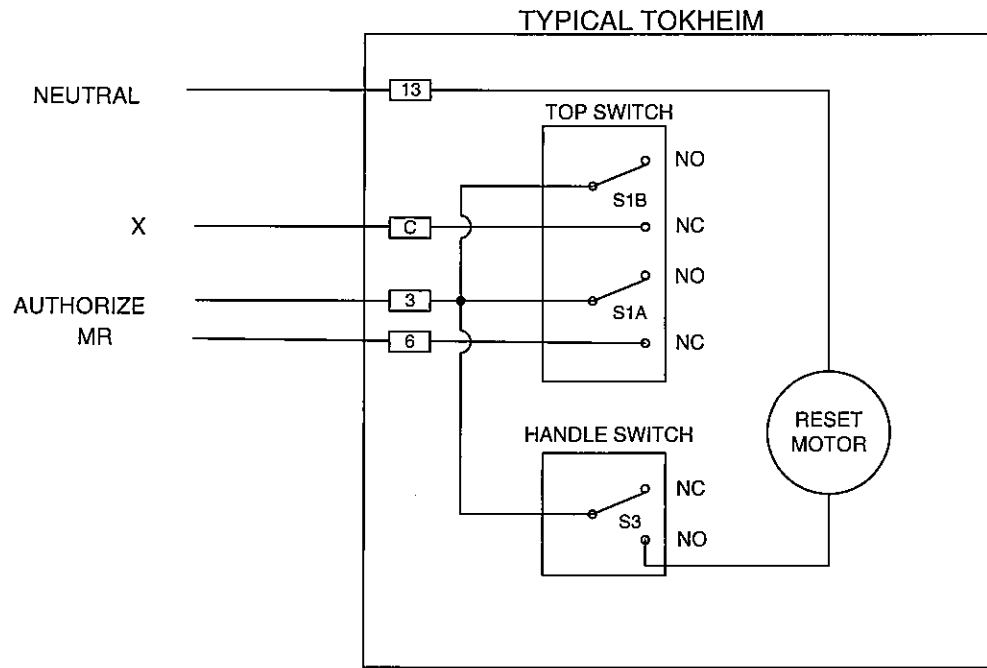 TYPICAL TOKHEIM
NEUTRAL
13
TOP SWITCH
NO
S1B
X
C
NC
NO
AUTHORIZE
3
S1A
MR
6
NC
RESET
MOTOR
HANDLE SWITCH
NC
S3
NO